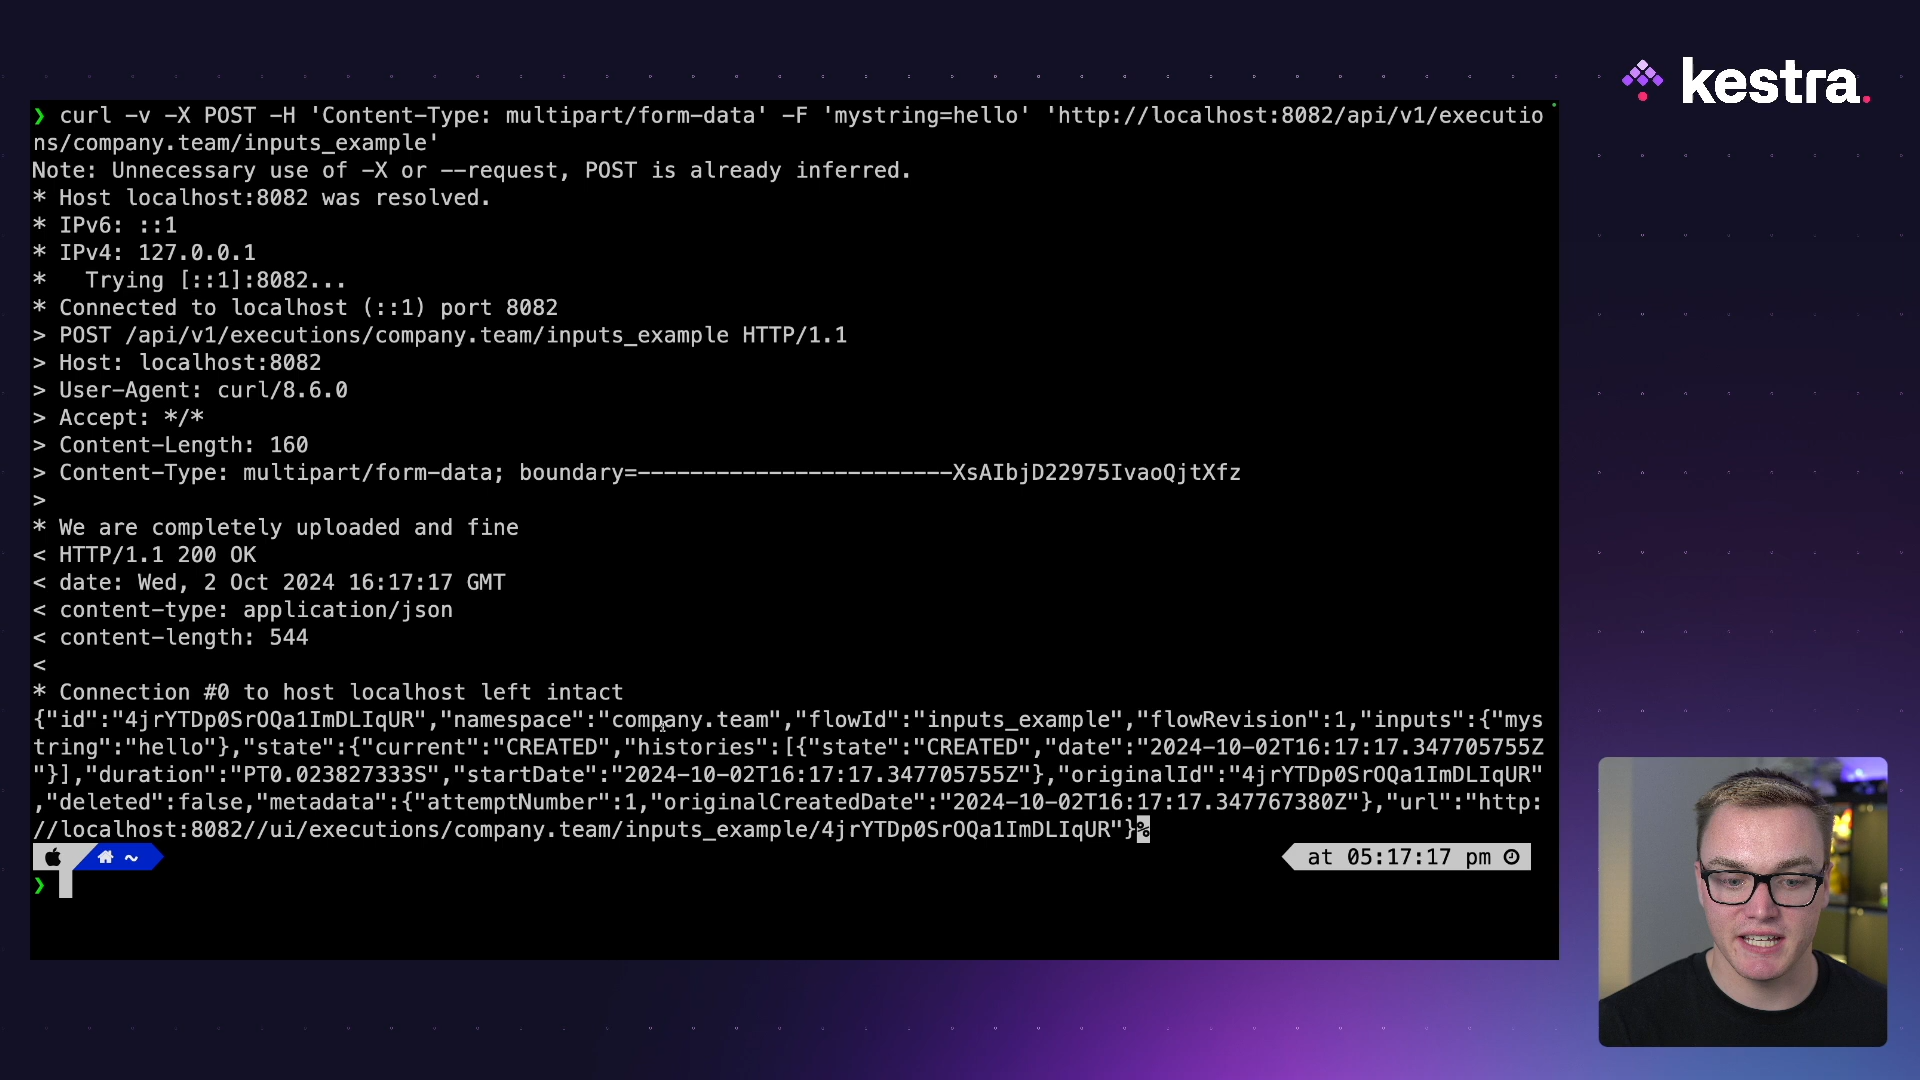 kestra.
❯ curl -v -X POST -H 'Content-Type: multipart/form-data' -F 'mystring=hello' 'http://localhost:8082/api/v1/executio
ns/company.team/inputs_example'
Note: Unnecessary use of -X or --request, POST is already inferred.
* Host localhost:8082 was resolved.
* IPv6: ::1
* IPv4: 127.0.0.1
*   Trying [::1]:8082...
* Connected to localhost (::1) port 8082
> POST /api/v1/executions/company.team/inputs_example HTTP/1.1
> Host: localhost:8082
> User-Agent: curl/8.6.0
> Accept: */*
> Content-Length: 160
> Content-Type: multipart/form-data; boundary=------------------------XsAIbjD22975IvaoQjtXfz
>
* We are completely uploaded and fine
< HTTP/1.1 200 OK
< date: Wed, 2 Oct 2024 16:17:17 GMT
< content-type: application/json
< content-length: 544
<
* Connection #0 to host localhost left intact
{"id":"4jrYTDp0SrOQa1ImDLIqUR","namespace":"company.team","flowId":"inputs_example","flowRevision":1,"inputs":{"mys
tring":"hello"},"state":{"current":"CREATED","histories":[{"state":"CREATED","date":"2024-10-02T16:17:17.347705755Z
"}],"duration":"PT0.023827333S","startDate":"2024-10-02T16:17:17.347705755Z"},"originalId":"4jrYTDp0SrOQa1ImDLIqUR"
,"deleted":false,"metadata":{"attemptNumber":1,"originalCreatedDate":"2024-10-02T16:17:17.347767380Z"},"url":"http:
//localhost:8082//ui/executions/company.team/inputs_example/4jrYTDp0SrOQa1ImDLIqUR"}%
~ at 05:17:17 pm
❯